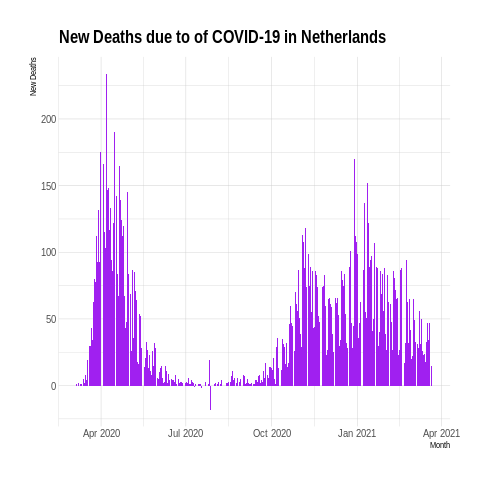 New Deaths due to of COVID-19 in Netherlands
New Deaths
200
150
100
50
0
Apr 2020 Jul 2020 Oct 2020 Jan 2021 Apr 2021
Month